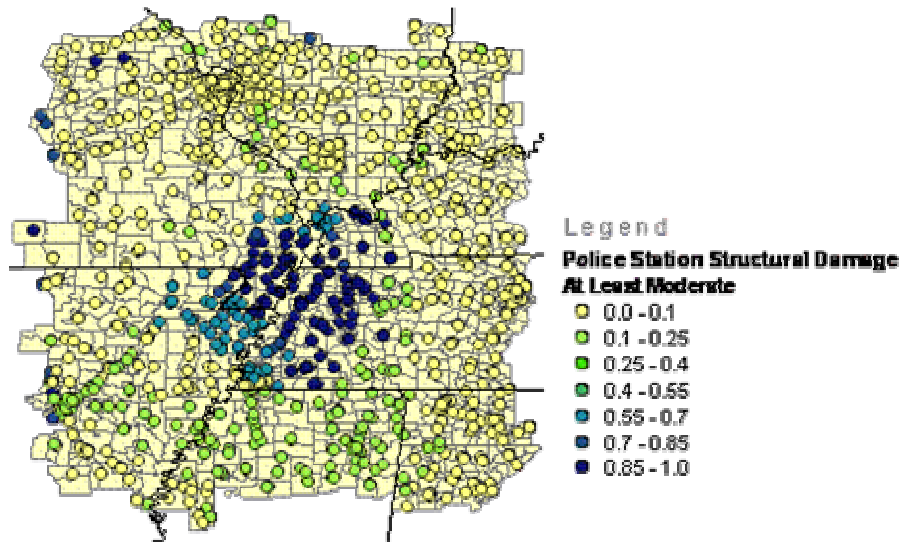 Legend
Police Station Structural Damage
At Least Moderate
0.0 - 0.1
0.1 - 0.25
0.25 - 0.4
0.4 - 0.55
0.55 - 0.7
0.7 - 0.85
0.85 - 1.0